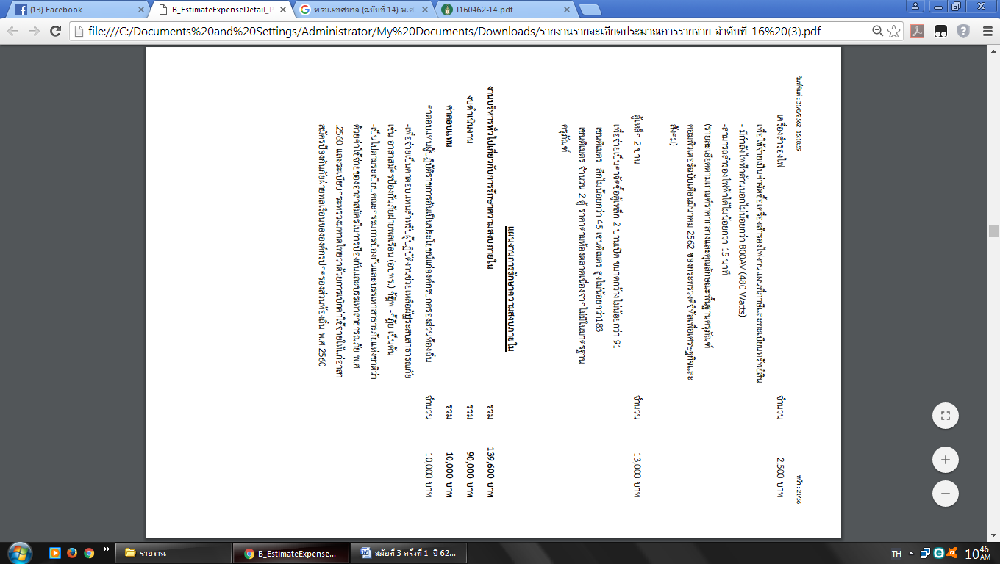 (13) Facebook
B_EstimateExpenseDetail_F
พรบ.เทศบาล (ฉบับที่ 14) พ.ศ
T160462-14.pdf
file:///C:/Documents%20and%20Settings/Administrator/My%20Documents/Downloads/รายงานรายละเอียดประมาณการรายจ่าย-ลำดับที่-16%20(3).pdf
วันที่พิมพ์ : 31/8/2562 16:18:59
หน้า : 21/56
เครื่องสำรองไฟ จำนวน 2,500 บาท
เพื่อใช้จ่ายเป็นค่าจัดซื้อเครื่องสำรองไฟงานแผนที่ภาษีและทะเบียนทรัพย์สิน
- มีกำลังไฟฟ้าด้านนอกไม่น้อยกว่า 800AV (480 Watts)
-สามารถสำรองไฟฟ้าได้ไม่น้อยกว่า 15 นาที
(รายละเอียดตามเกณฑ์ราคากลางและคุณลักษณะพื้นฐานครุภัณฑ์
คอมพิวเตอร์ฉบับเดือนมีนาคม 2562 ของกระทรวงดิจิทัลเพื่อเศรษฐกิจและ
สังคม)
ตู้เหล็ก 2 บาน จำนวน 13,000 บาท
เพื่อจ่ายเป็นค่าจัดซื้อตู้เหล็ก 2 บานเปิด ขนาดกว้างไม่น้อยกว่า 91
เซนติเมตร ลึกไม่น้อยกว่า 45 เซนติเมตร สูงไม่น้อยกว่า183
เซนติเมตร จำนวน 2 ตู้ ราคาตามท้องตลาดเนื่องจากไม่มีในมาตรฐาน
ครุภัณฑ์
แผนงานการรักษาความสงบภายใน
งานบริหารทั่วไปเกี่ยวกับการรักษาความสงบภายใน รวม 139,600 บาท
งบดำเนินงาน รวม 90,000 บาท
ค่าตอบแทน รวม 10,000 บาท
ค่าตอบแทนผู้ปฏิบัติราชการอันเป็นประโยชน์แก่องค์กรปกครองส่วนท้องถิ่น จำนวน 10,000 บาท
-เพื่อจ่ายเป็นค่าตอบแทนสำหรับผู้ปฏิบัติงานช่วยเหลือผู้ประสบสาธารณภัย
เช่น อาสาสมัครป้องกันภัยฝ่ายพลเรือน (อปพร.) กู้ชีพ -กู้ภัย เป็นต้น
-เป็นไปตามระเบียบคณะกรรมการป้องกันและบรรเทาสาธารภัยแห่งชาติว่า
ด้วยค่าใช้จ่ายของอาสาสมัครในการป้องกันและบรรเทาสาธารณภัย พ.ศ
.2560 และระเบียบกระทรวงมหาดไทยว่าด้วยการเบิกค่าใช้จ่ายให้แก่อาสา
สมัครป้องกันภัยฝ่ายพลเรือนขององค์กรปกครองส่วนท้องถิ่น พ.ศ.2560
รายงาน
B_EstimateExpense...
สมัยที่ 3 ครั้งที่ 1 ปี 62...
TH
10 46 AM